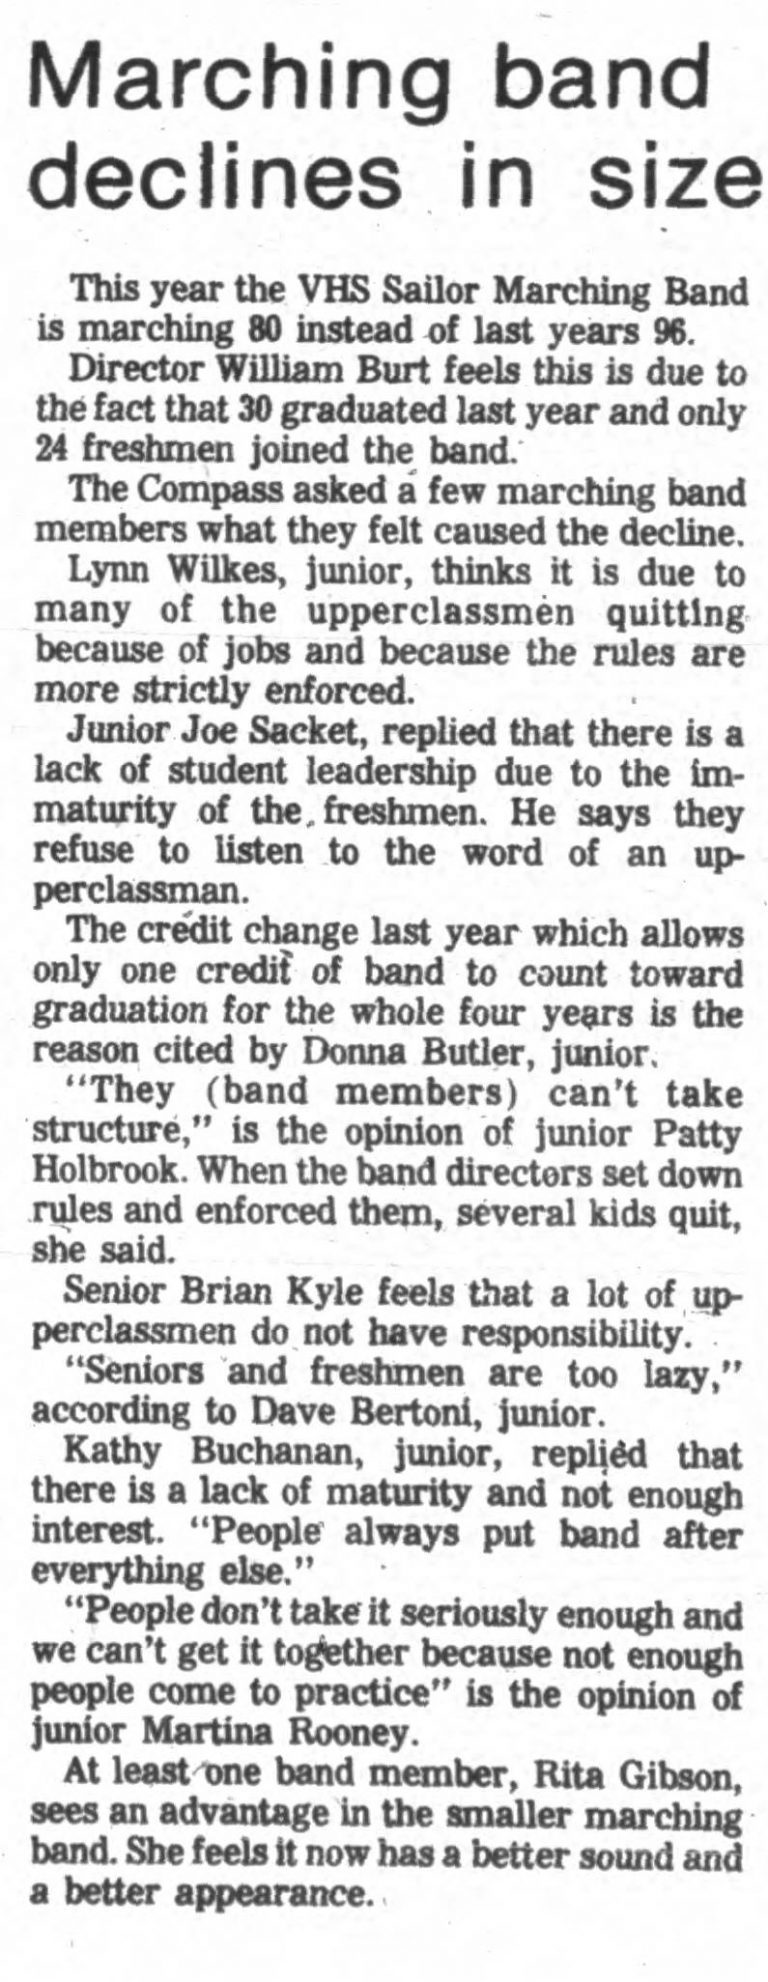 Marching band
declines in size
This year the VHS Sailor Marching Band
is marching 80 instead of last years 96.
Director William Burt feels this is due to
the fact that 30 graduated last year and only
24 freshmen joined the band.
The Compass asked a few marching band
members what they felt caused the decline.
Lynn Wilkes, junior, thinks it is due to
many of the upperclassmen quitting
because of jobs and because the rules are
more strictly enforced.
Junior Joe Sacket, replied that there is a
lack of student leadership due to the im-
maturity of the freshmen. He says they
refuse to listen to the word of an up-
perclassman.
The credit change last year which allows
only one credit of band to count toward
graduation for the whole four years is the
reason cited by Donna Butler, junior.
"They (band members) can't take
structure," is the opinion of junior Patty
Holbrook. When the band directors set down
rules and enforced them, several kids quit,
she said.
Senior Brian Kyle feels that a lot of up-
perclassmen do not have responsibility.
"Seniors and freshmen are too lazy,"
according to Dave Bertoni, junior.
Kathy Buchanan, junior, replied that
there is a lack of maturity and not enough
interest. "People always put band after
everything else."
"People don't take it seriously enough and
we can't get it together because not enough
people come to practice" is the opinion of
junior Martina Rooney.
At least one band member, Rita Gibson,
sees an advantage in the smaller marching
band. She feels it now has a better sound and
a better appearance.